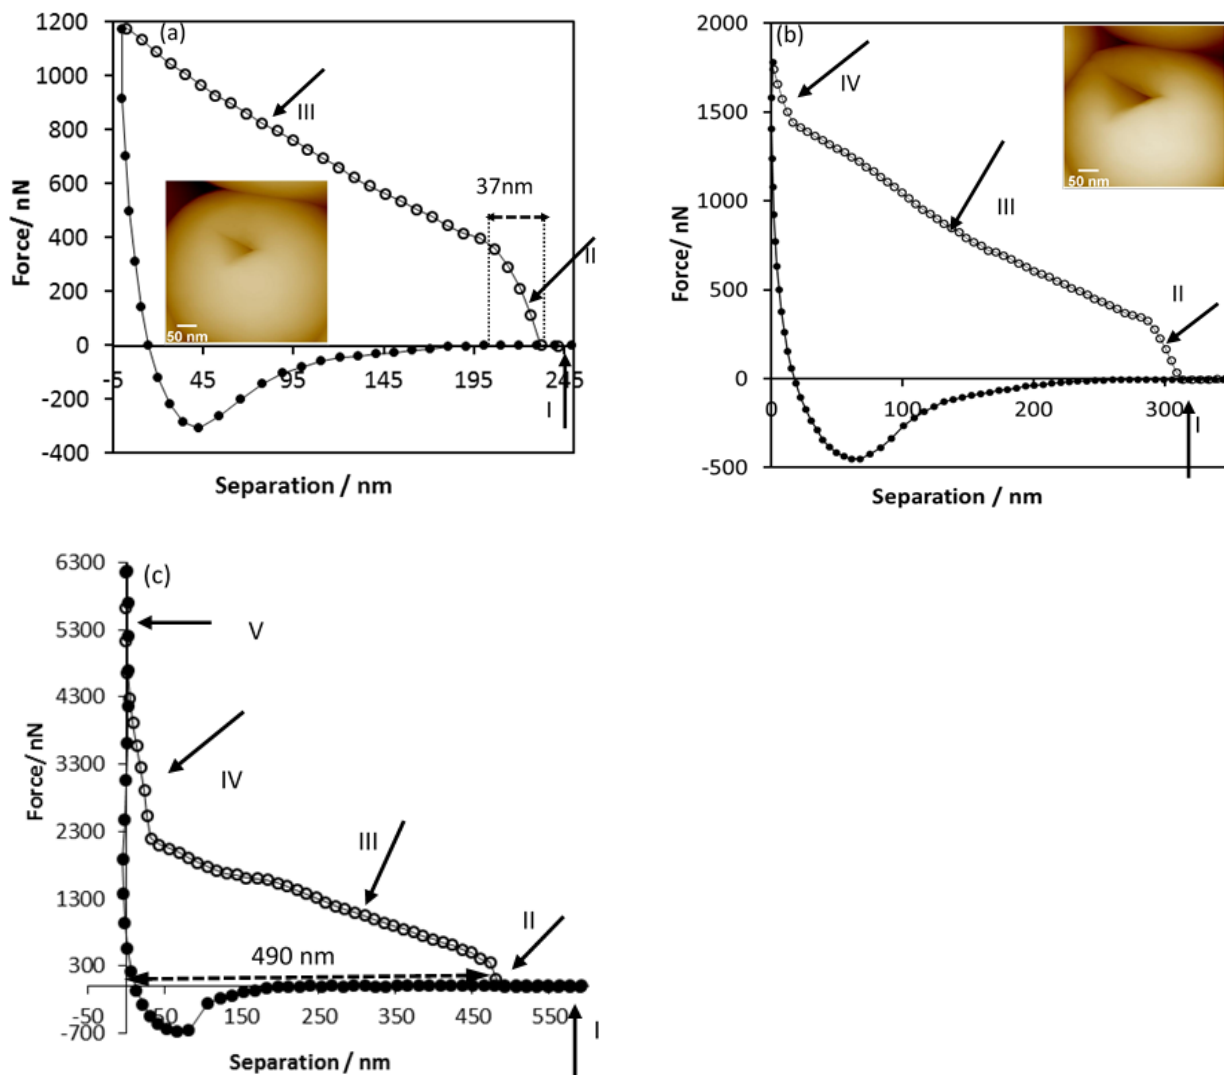 (a)
1200
1000
800
600
400
200
0
-200
-400
-5
45
95
145
195
245
Force/ nN
Separation / nm
III
37nm
II
I
50 nm
(b)
2000
1500
1000
500
0
-500
0
100
200
300
Force/ nN
Separation / nm
IV
III
II
I
50 nm
(c)
6300
5300
4300
3300
2300
1300
300
-700
-50
50
150
250
350
450
550
Force/ nN
Separation / nm
V
IV
III
II
490 nm
I